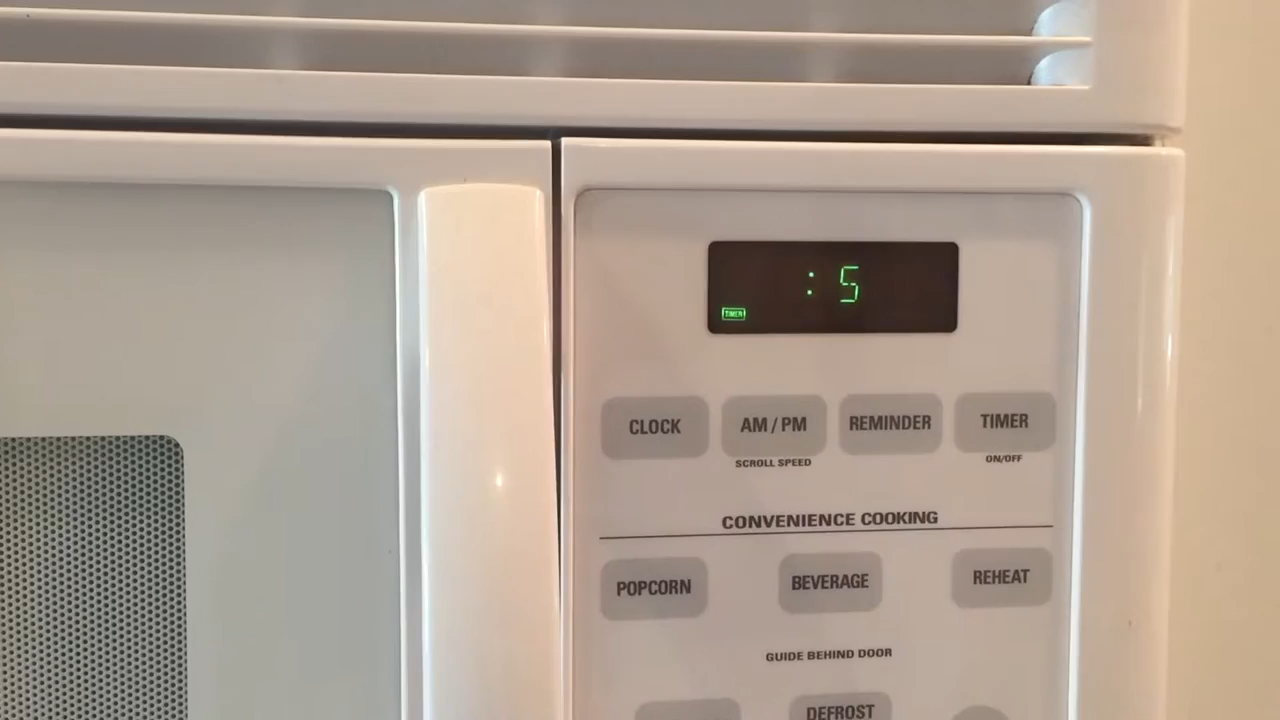 : 5
TIMER
CLOCK
AM / PM
REMINDER
TIMER
SCROLL SPEED
ON/OFF
CONVENIENCE COOKING
POPCORN
BEVERAGE
REHEAT
GUIDE BEHIND DOOR
DEFROST